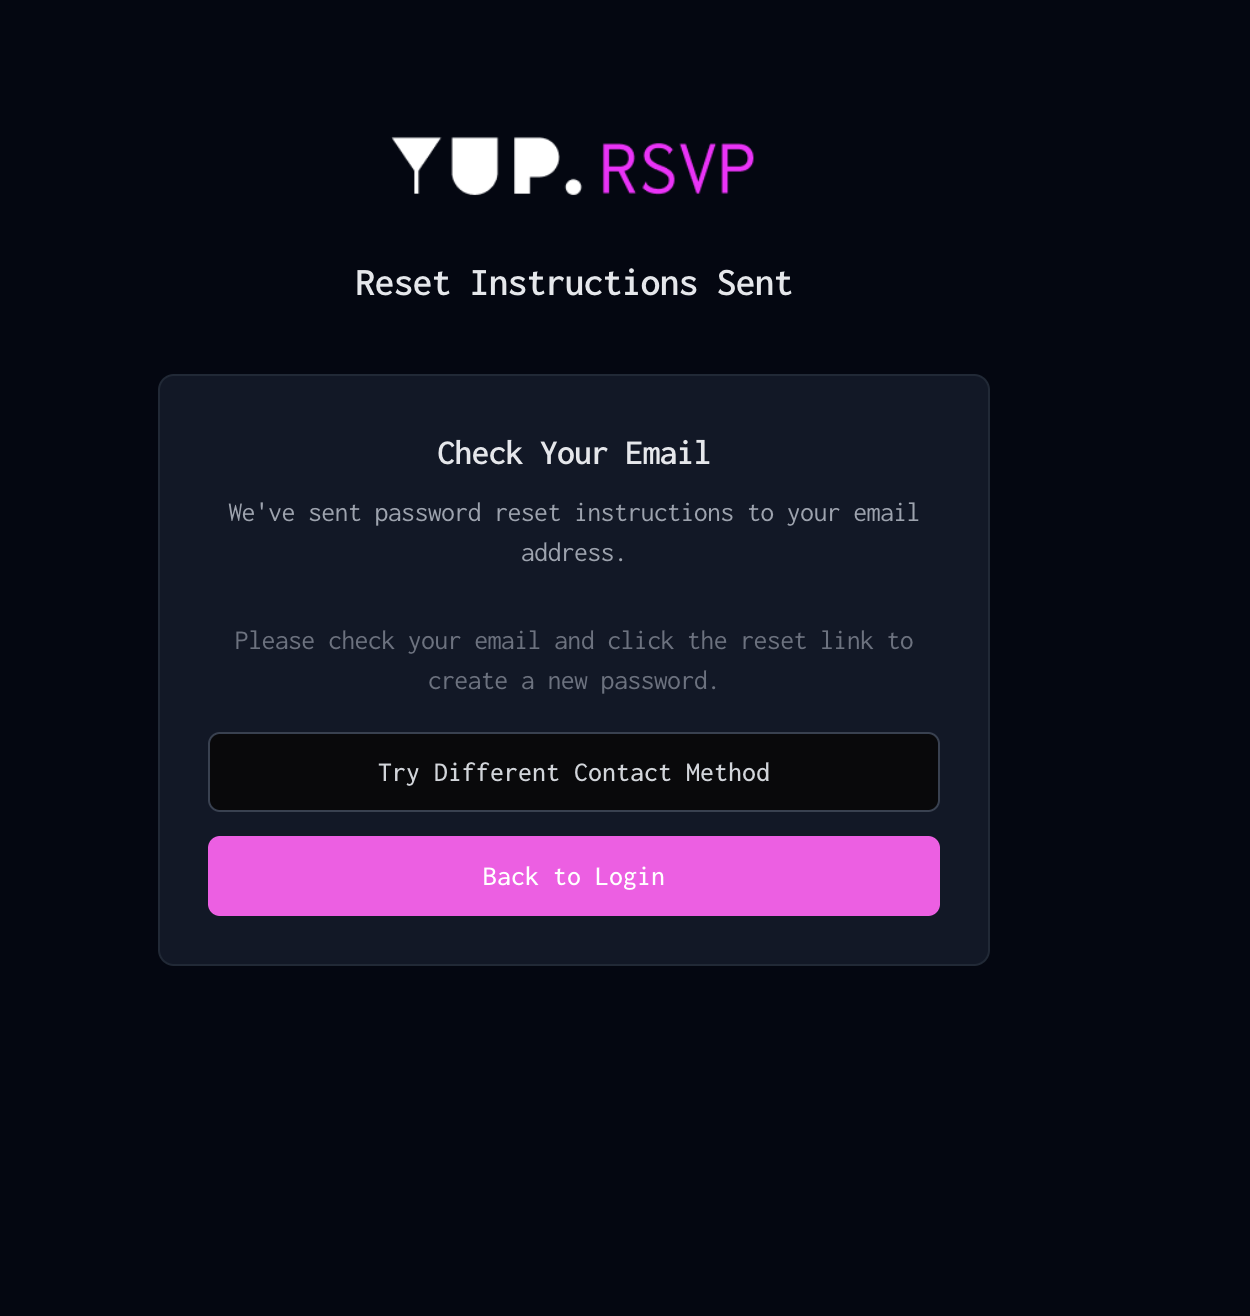 YUP. RSVP
Reset Instructions Sent
Check Your Email
We've sent password reset instructions to your email
address.
Please check your email and click the reset link to
create a new password.
Try Different Contact Method
Back to Login